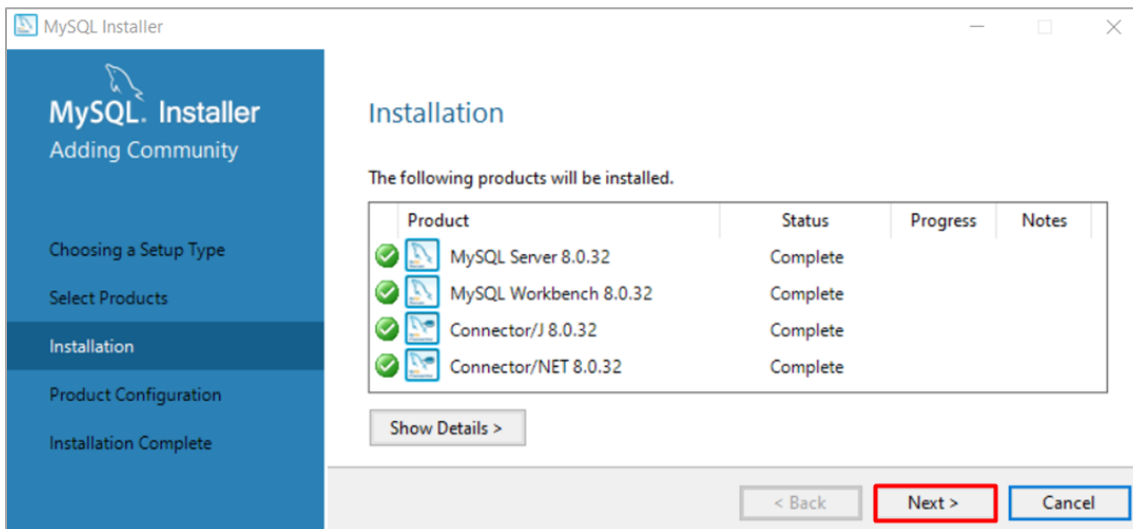 MySQL Installer
MySQL. Installer
Adding Community
Choosing a Setup Type
Select Products
Installation
Product Configuration
Installation Complete
Installation
The following products will be installed.
Product Status Progress Notes
MySQL Server 8.0.32 Complete
MySQL Workbench 8.0.32 Complete
Connector/J 8.0.32 Complete
Connector/NET 8.0.32 Complete
Show Details >
< Back Next > Cancel